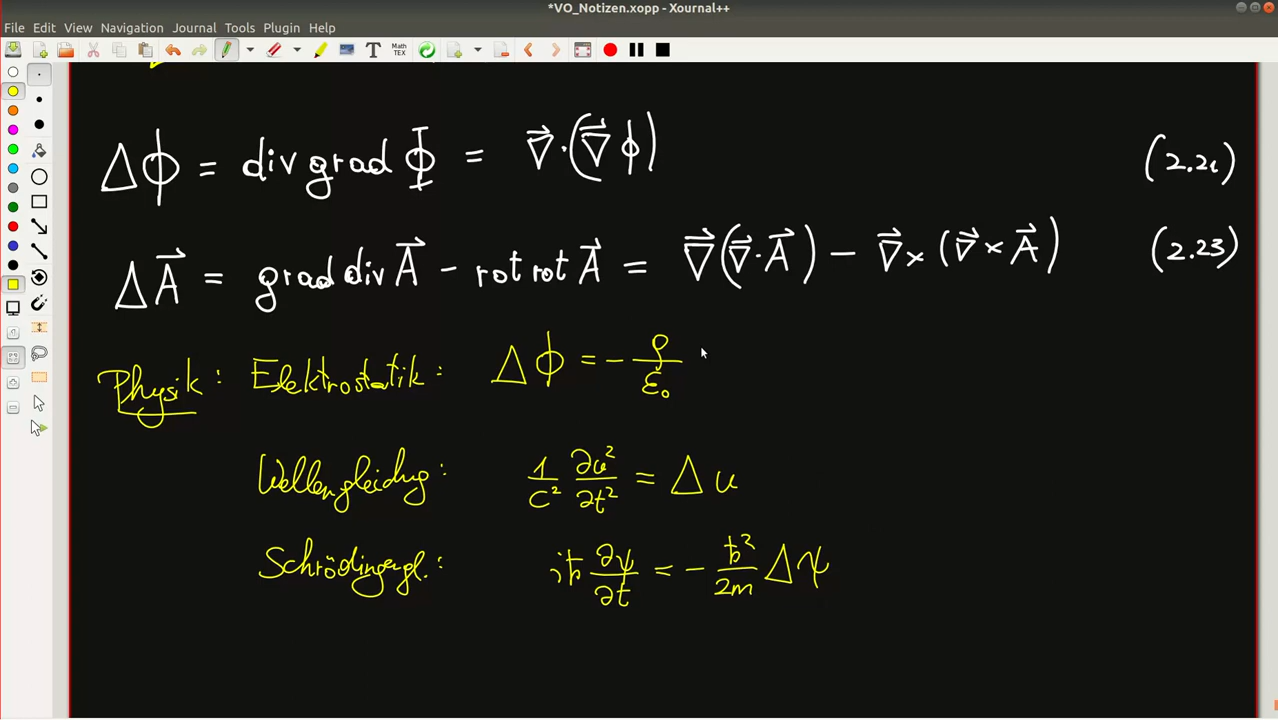 *VO_Notizen.xopp - Xournal++
File Edit View Navigation Journal Tools Plugin Help
T Math TEX
Δϕ = div grad Φ = ∇⃗·(∇⃗ϕ) (2.21)
ΔA⃗ = grad div A⃗ − rot rot A⃗ = ∇⃗(∇⃗·A⃗) − ∇⃗×(∇⃗×A⃗) (2.23)
Physik: Elektrostatik: Δϕ = − ρ/ε₀
Wellengleichug: 1/c² ∂u²/∂t² = Δu
Schrödingergl.: iħ ∂ψ/∂t = − ħ²/2m Δψ